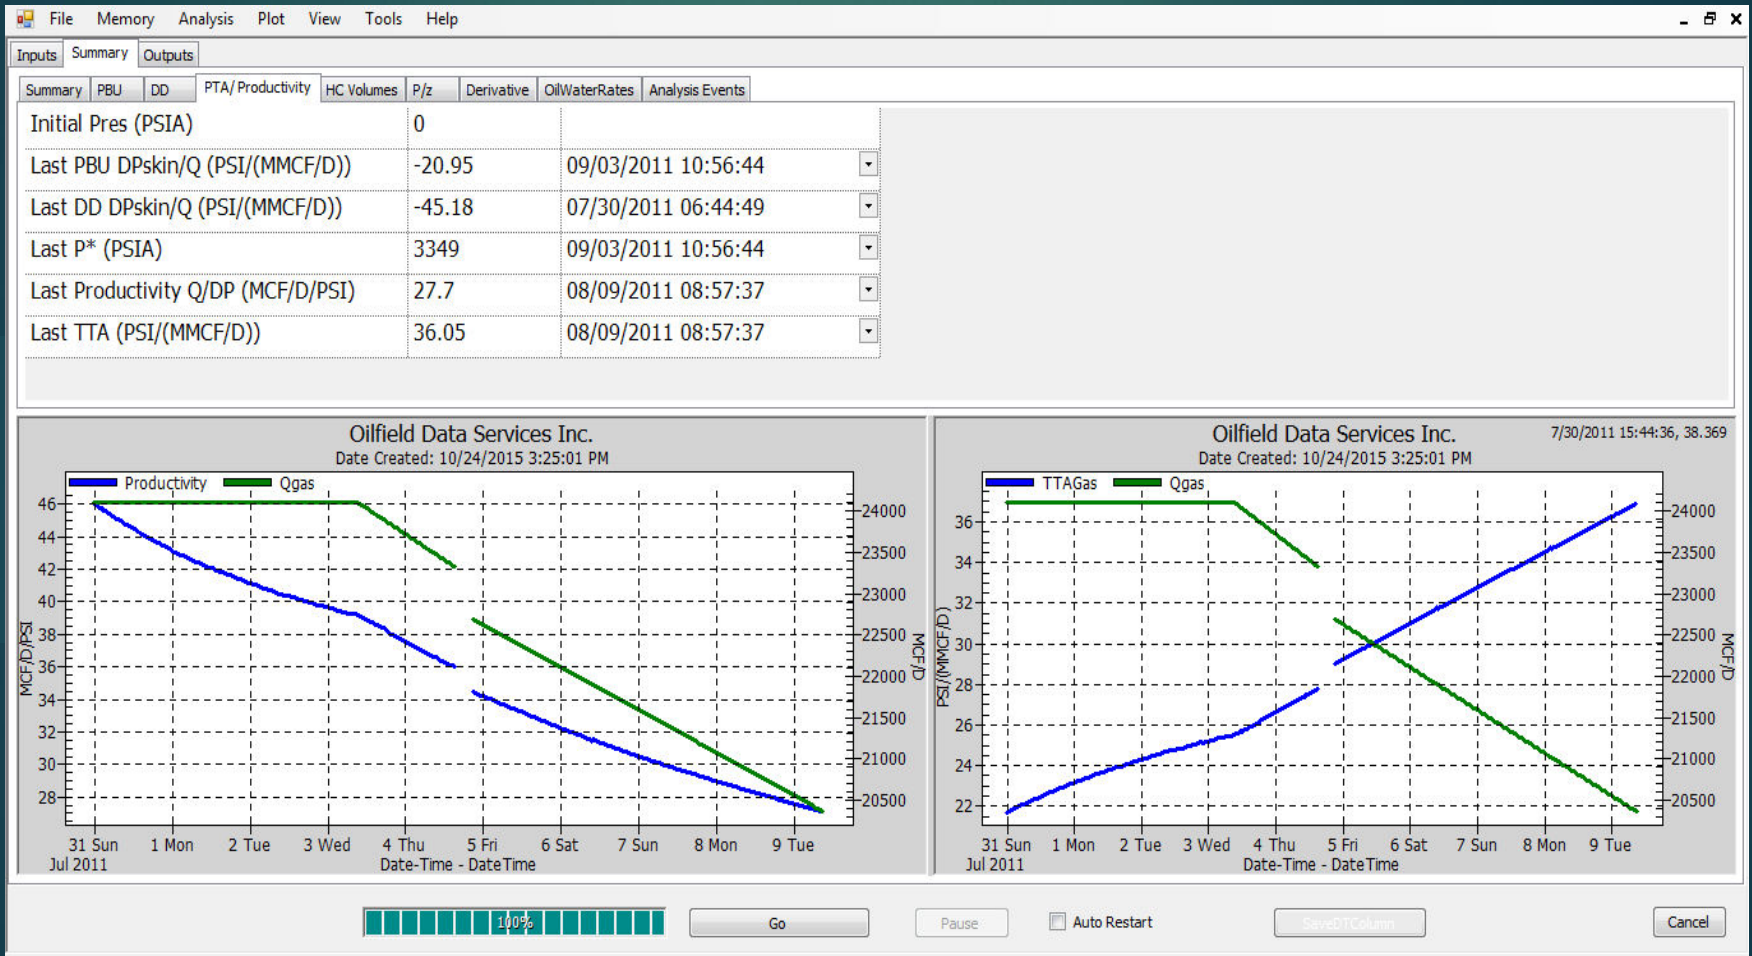 File Memory Analysis Plot View Tools Help
Inputs Summary Outputs
Summary PBU DD PTA/Productivity HC Volumes P/z Derivative OilWaterRates Analysis Events
Initial Pres (PSIA) 0
Last PBU DPskin/Q (PSI/(MMCF/D)) -20.95 09/03/2011 10:56:44
Last DD DPskin/Q (PSI/(MMCF/D)) -45.18 07/30/2011 06:44:49
Last P* (PSIA) 3349 09/03/2011 10:56:44
Last Productivity Q/DP (MCF/D/PSI) 27.7 08/09/2011 08:57:37
Last TTA (PSI/(MMCF/D)) 36.05 08/09/2011 08:57:37
Oilfield Data Services Inc.
Date Created: 10/24/2015 3:25:01 PM
Productivity Qgas
46
44
42
40
38
36
34
32
30
28
MCF/D/PSI
24000
23500
23000
22500
22000
21500
21000
20500
MCF/D
31 Sun 1 Mon 2 Tue 3 Wed 4 Thu 5 Fri 6 Sat 7 Sun 8 Mon 9 Tue
Jul 2011 Date-Time - DateTime
Oilfield Data Services Inc. 7/30/2011 15:44:36, 38.369
Date Created: 10/24/2015 3:25:01 PM
TTAGas Qgas
36
34
32
30
28
26
24
22
PSI/(MMCF/D)
24000
23500
23000
22500
22000
21500
21000
20500
MCF/D
31 Sun 1 Mon 2 Tue 3 Wed 4 Thu 5 Fri 6 Sat 7 Sun 8 Mon 9 Tue
Jul 2011 Date-Time - DateTime
100% Go Pause Auto Restart SaveDTColumn Cancel